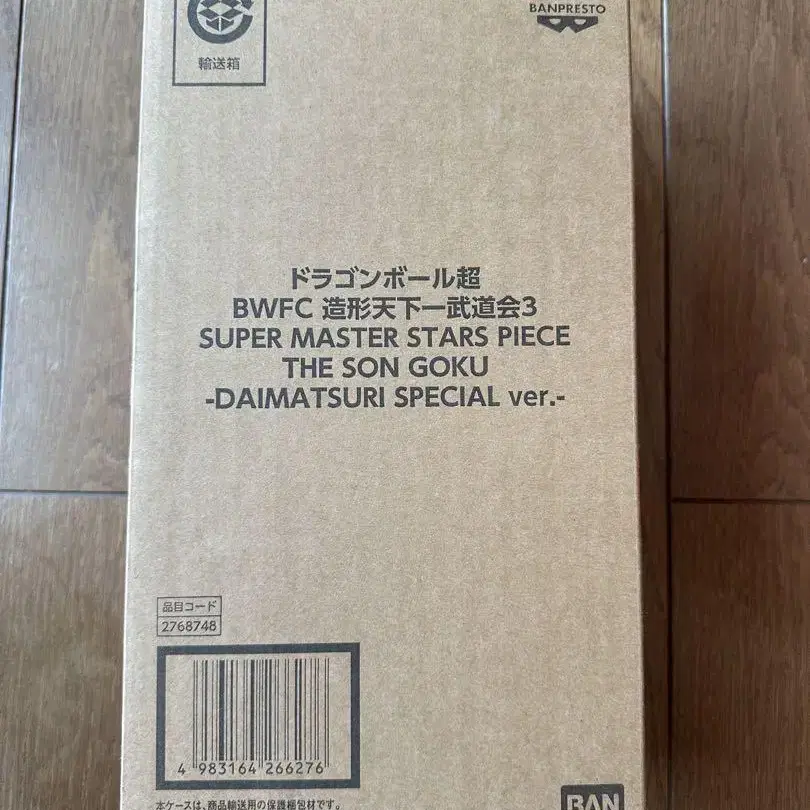 輸送箱
BANPRESTO
ドラゴンボール超
BWFC 造形天下一武道会3
SUPER MASTER STARS PIECE
THE SON GOKU
-DAIMATSURI SPECIAL ver.-
品目コード
2768748
4 983164 266276
本ケースは、商品輸送用の保護梱包材です。
BAN